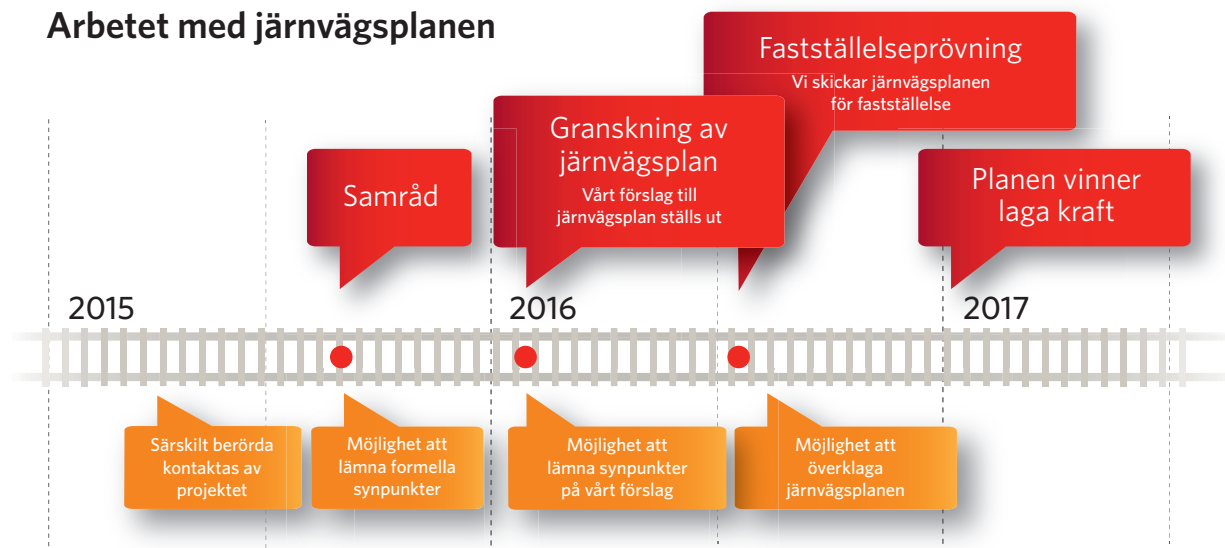 Arbetet med järnvägsplanen
Fastställelseprövning
Vi skickar järnvägsplanen
för fastställelse
Granskning av
järnvägsplan
Vårt förslag till
järnvägsplan ställs ut
Samråd
Planen vinner
laga kraft
2015
2016
2017
Särskilt berörda
kontaktas av
projektet
Möjlighet att
lämna formella
synpunkter
Möjlighet att
lämna synpunkter
på vårt förslag
Möjlighet att
överklaga
järnvägsplanen